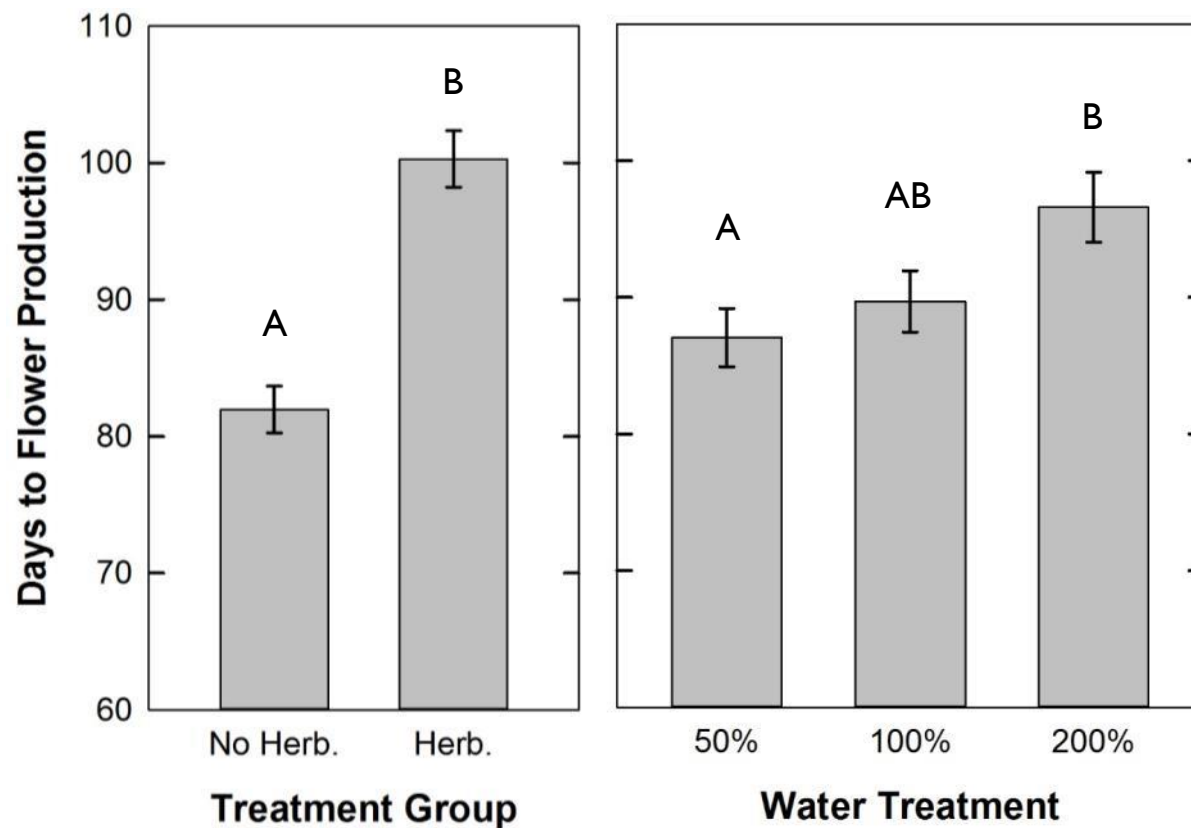 Days to Flower Production
110
100
90
80
70
60
A
B
No Herb.
Herb.
Treatment Group
A
AB
B
50%
100%
200%
Water Treatment